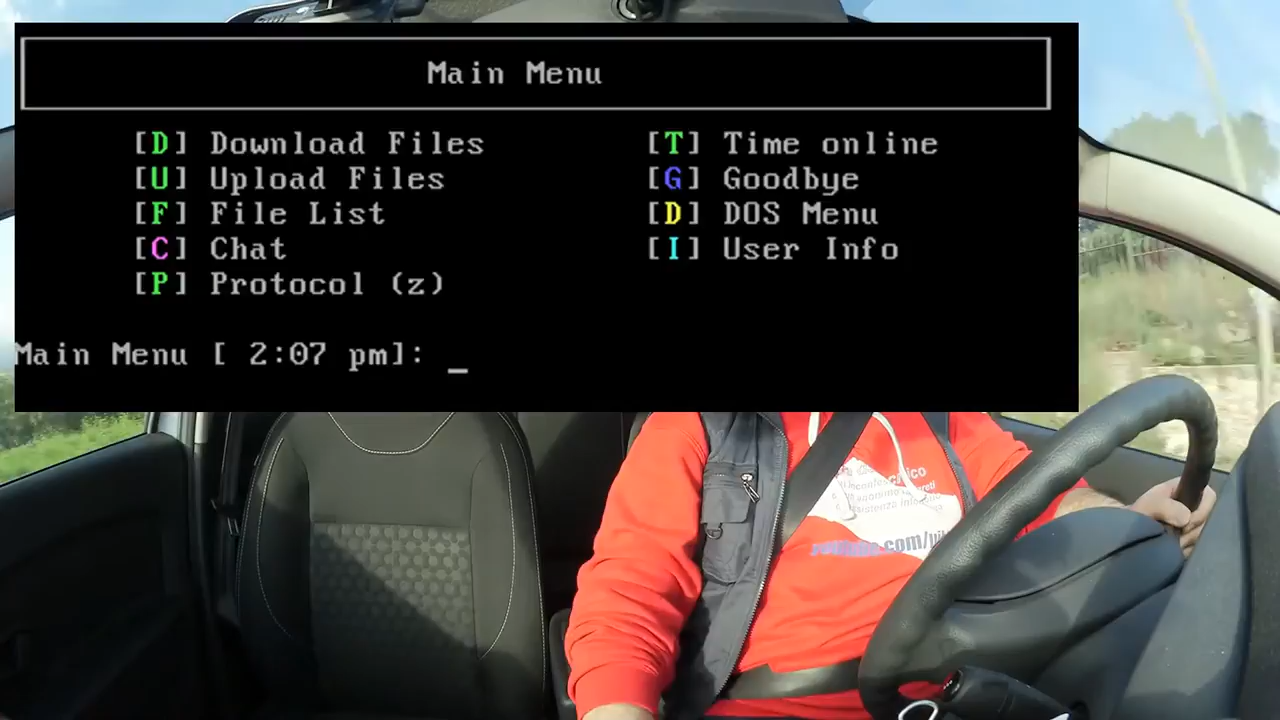 Main Menu
[D] Download Files
[U] Upload Files
[F] File List
[C] Chat
[P] Protocol (z)
[T] Time online
[G] Goodbye
[D] DOS Menu
[I] User Info
Main Menu [ 2:07 pm]: _